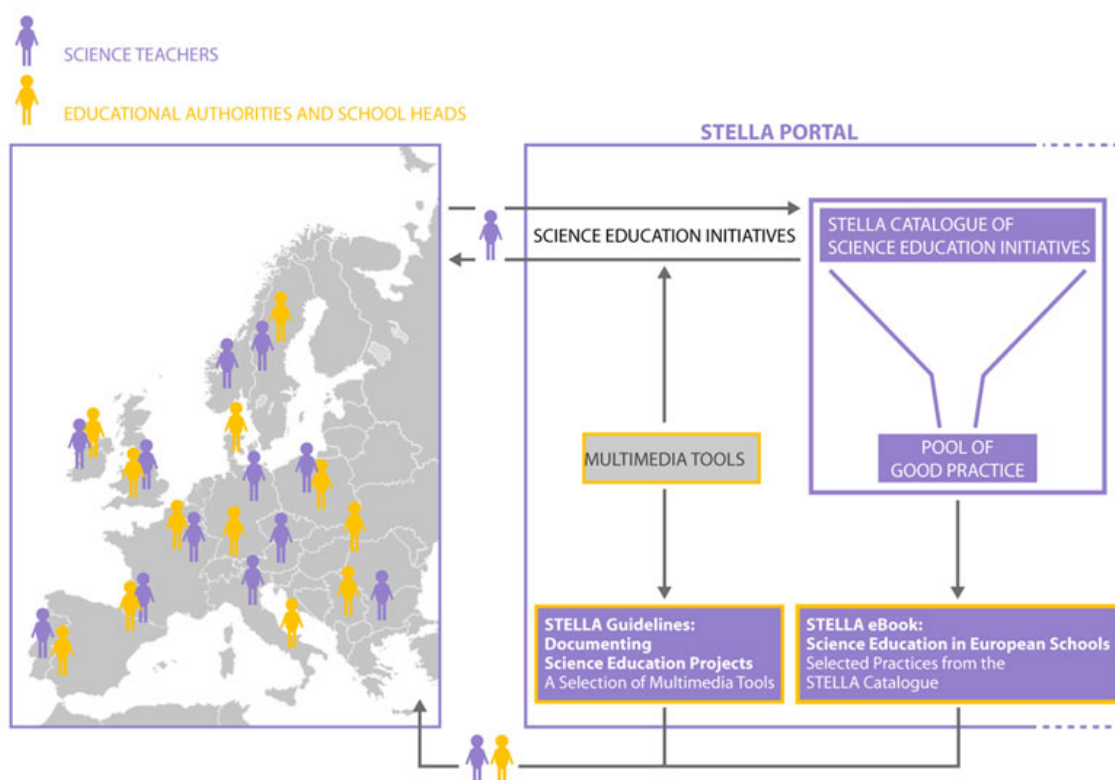 SCIENCE TEACHERS
EDUCATIONAL AUTHORITIES AND SCHOOL HEADS
STELLA PORTAL
SCIENCE EDUCATION INITIATIVES
STELLA CATALOGUE OF
SCIENCE EDUCATION INITIATIVES
MULTIMEDIA TOOLS
POOL OF
GOOD PRACTICE
STELLA Guidelines:
Documenting
Science Education Projects
A Selection of Multimedia Tools
STELLA eBook:
Science Education in European Schools
Selected Practices from the
STELLA Catalogue